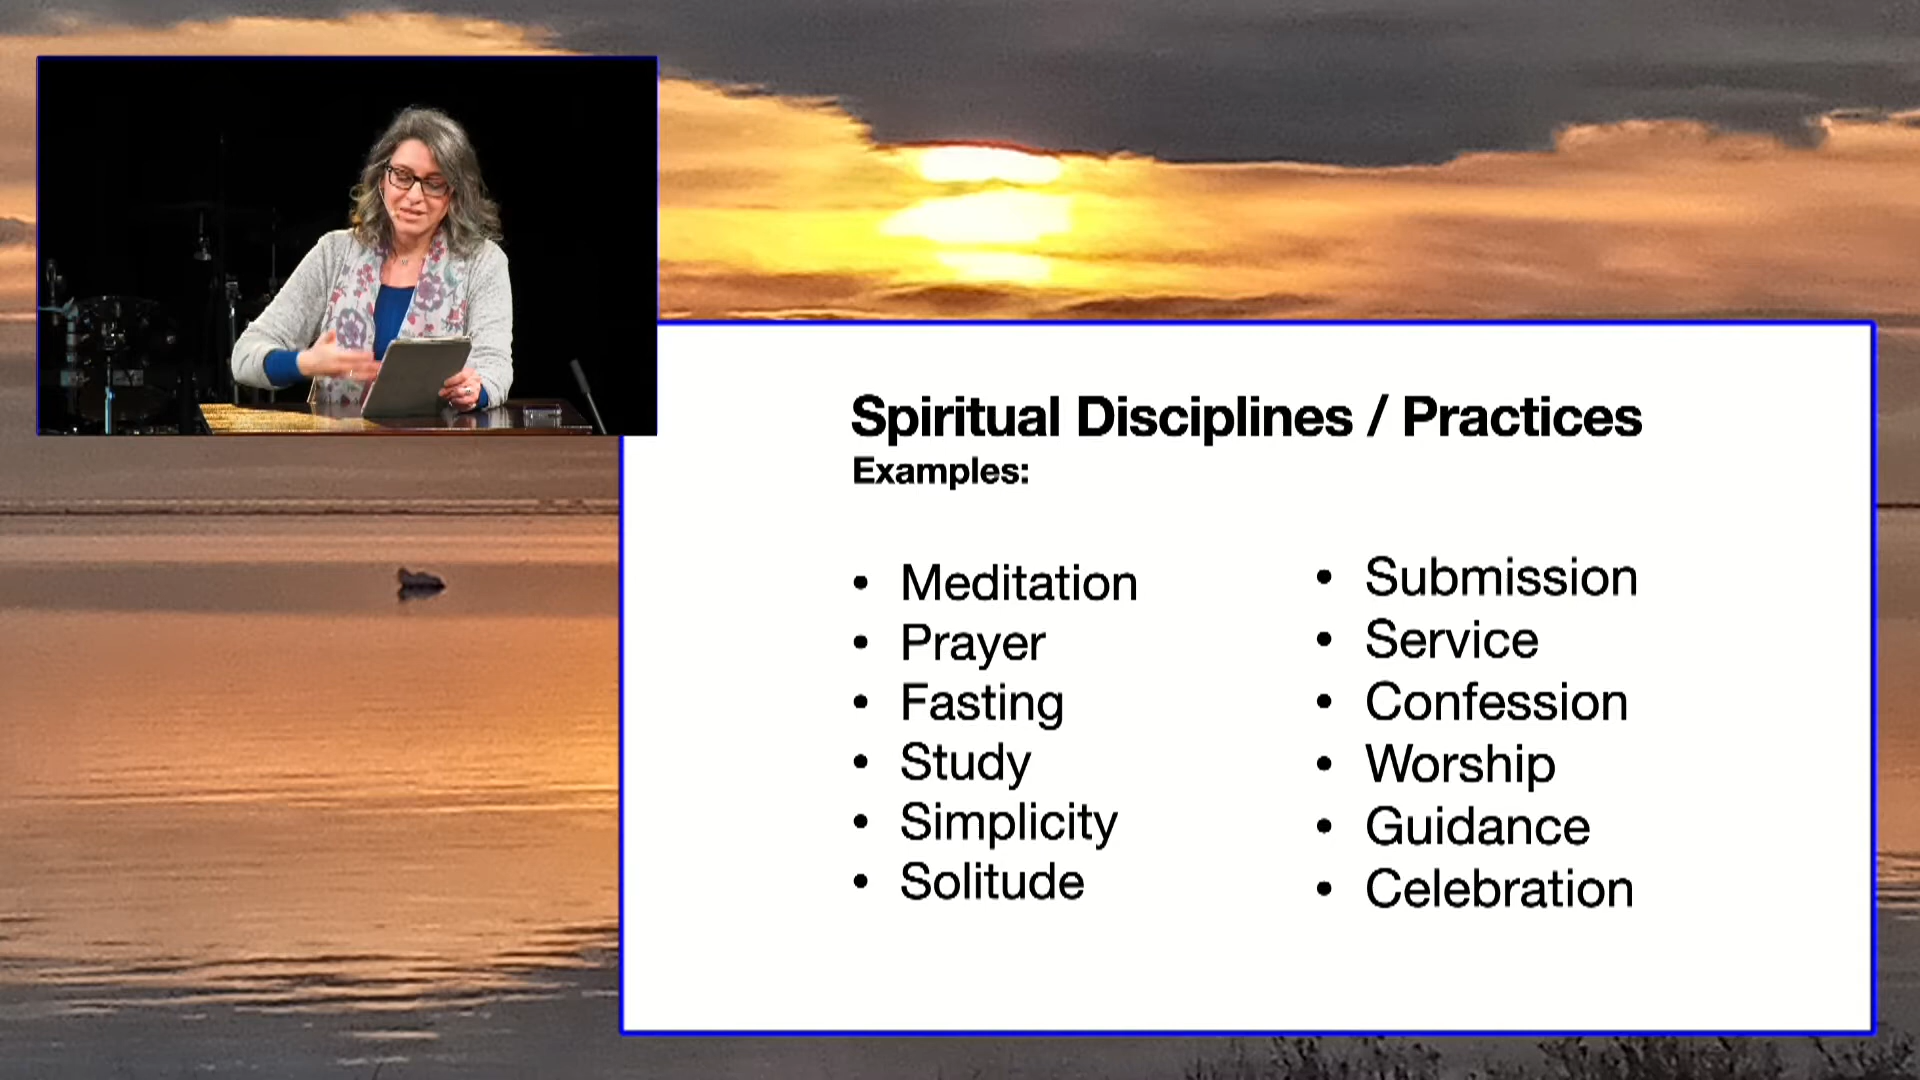 Spiritual Disciplines / Practices
Examples:
• Meditation
• Prayer
• Fasting
• Study
• Simplicity
• Solitude
• Submission
• Service
• Confession
• Worship
• Guidance
• Celebration